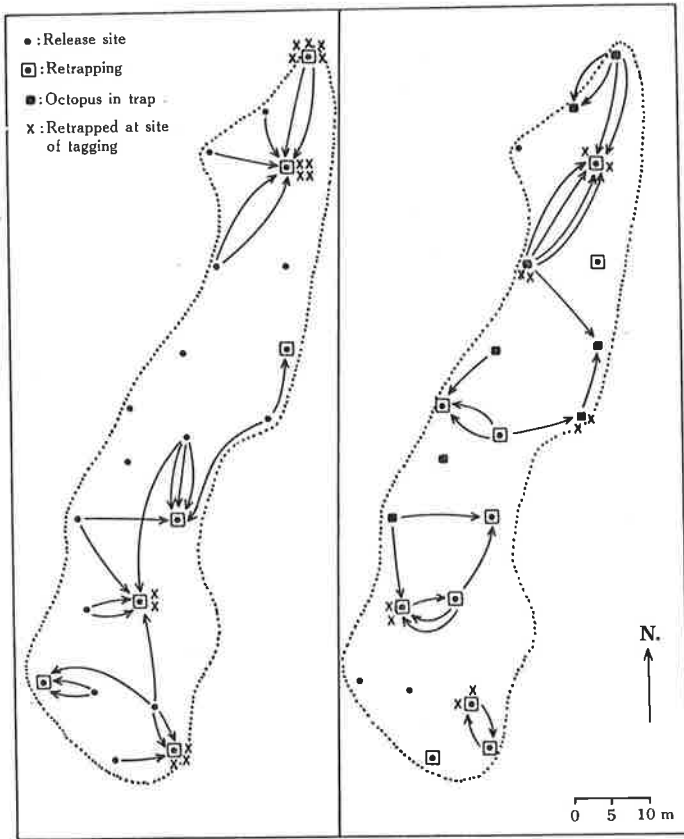 • :Release site
:Retrapping
:Octopus in trap
x :Retrapped at site
of tagging
N.
0 5 10 m